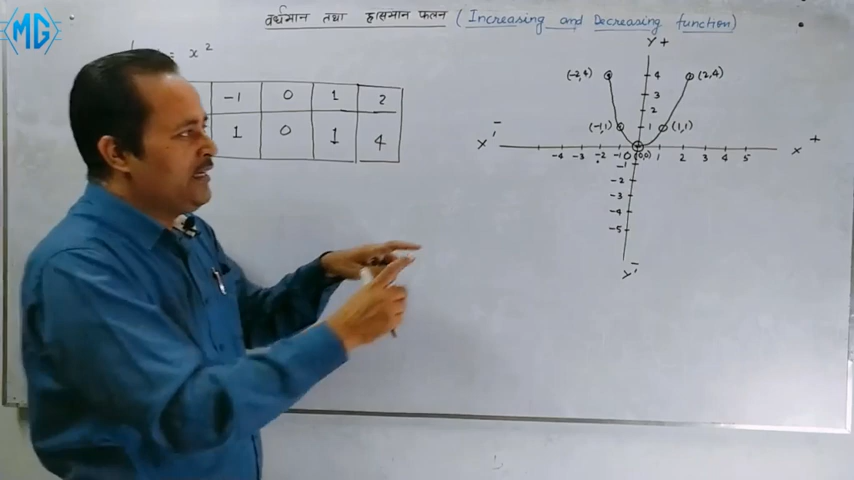 MG
वर्धमान तथा हासमान फलन ( Increasing and Decreasing function)
= x²
-1 0 1 2
1 0 1 4
y+
(-2,4) 4 (2,4)
3
2
(-1,1) 1 (1,1)
x'- x+
-4 -3 -2 -1 0 (0,0) 1 2 3 4 5
-1
-2
-3
-4
-5
y'-